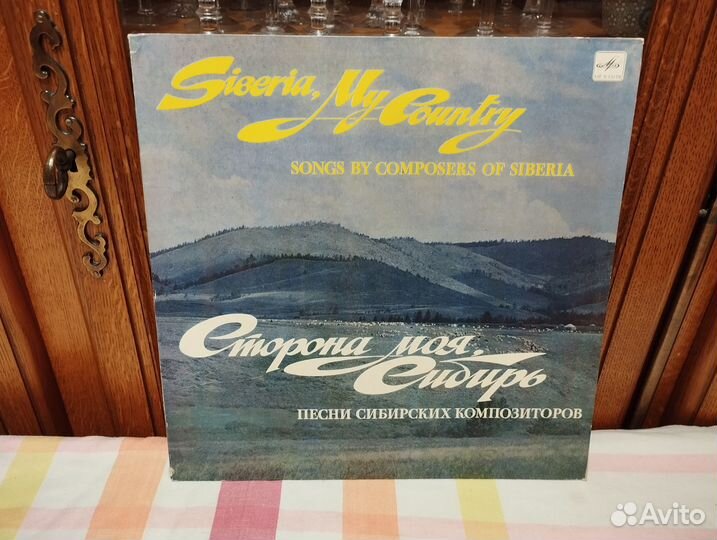 Siberia, My Country
SONGS BY COMPOSERS OF SIBERIA
Сторона моя,
Сибирь
ПЕСНИ СИБИРСКИХ КОМПОЗИТОРОВ
Avito